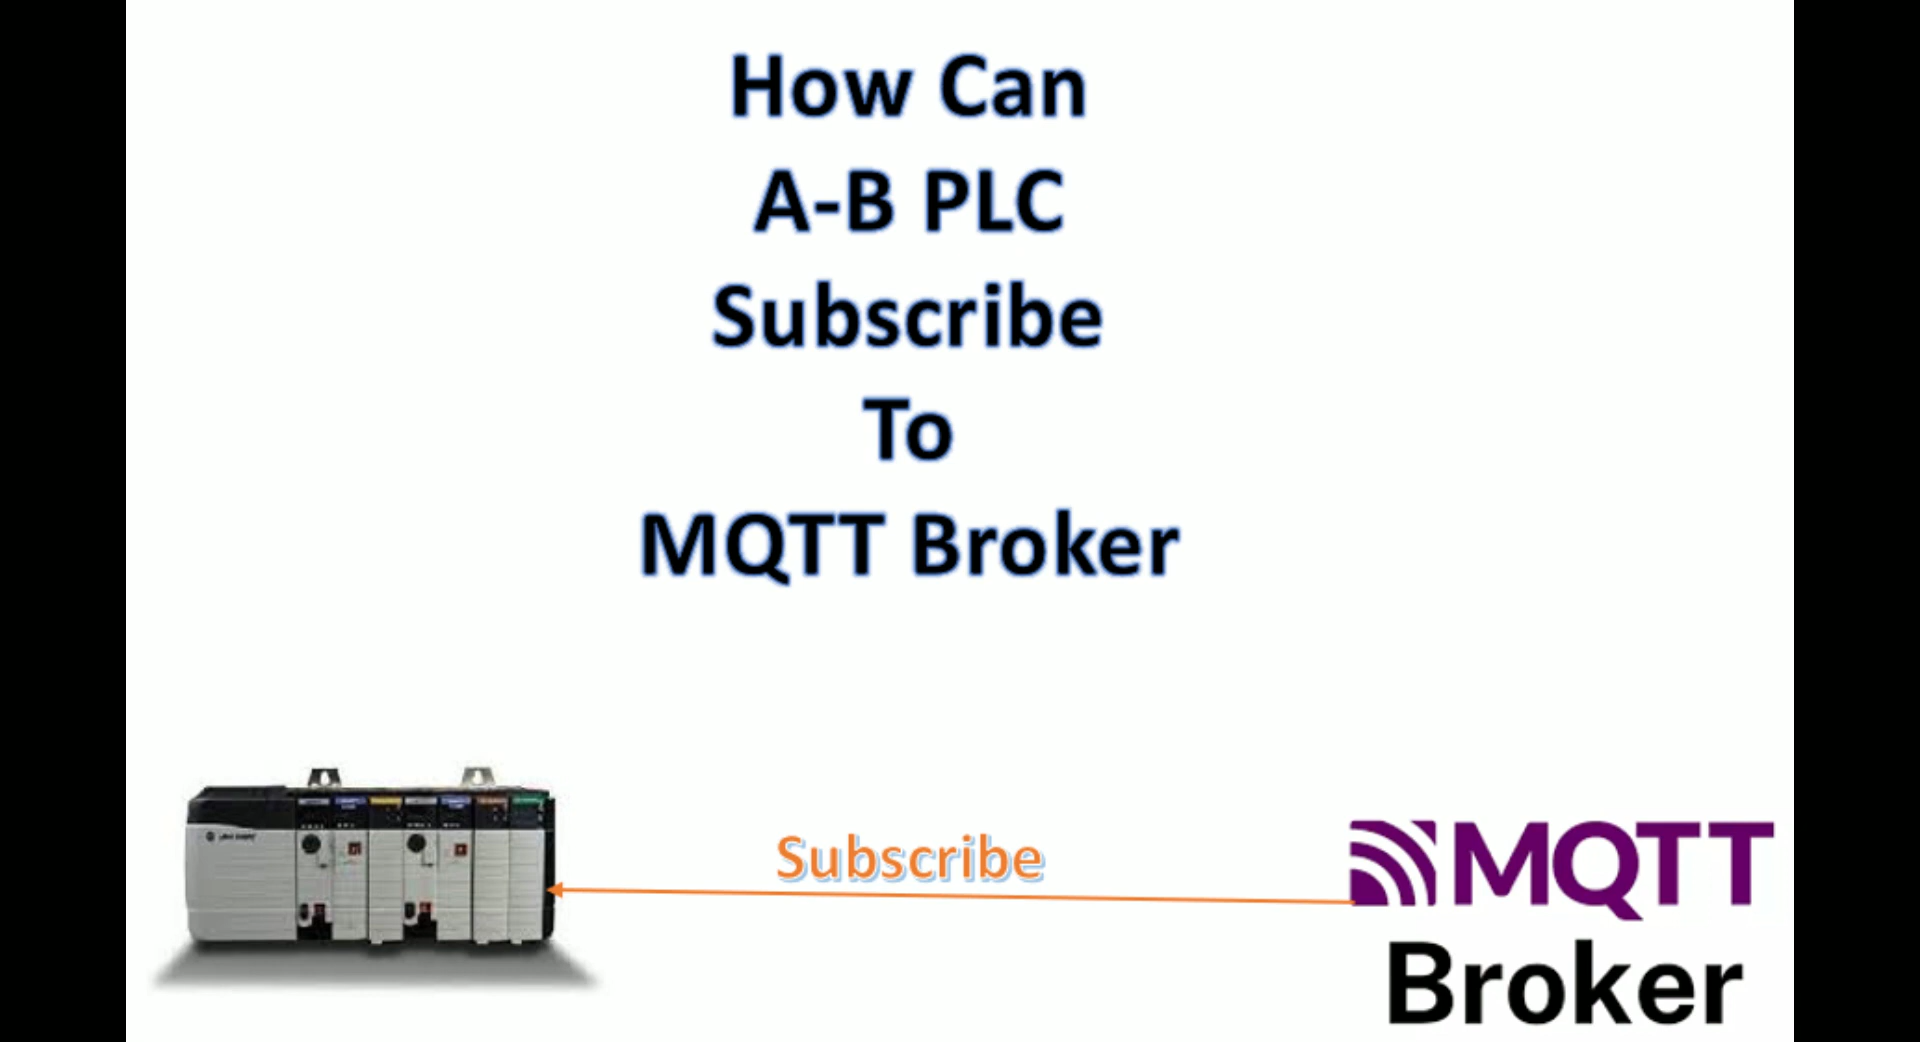 How Can
A-B PLC
Subscribe
To
MQTT Broker
Subscribe
MQTT
Broker